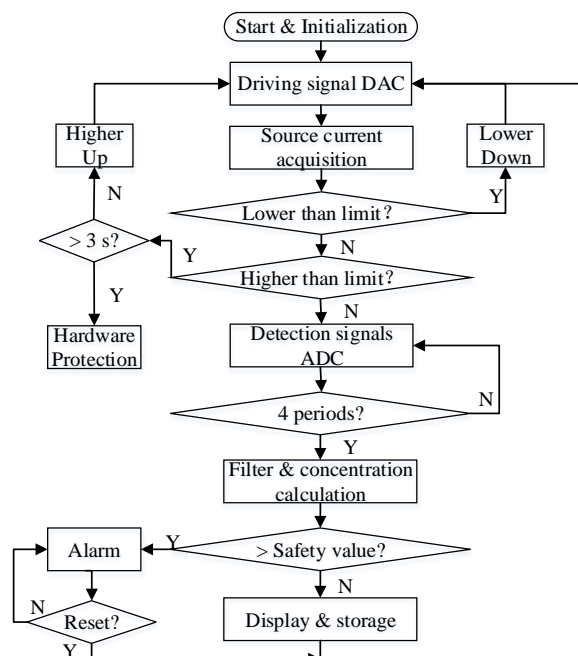 Start & Initialization
Driving signal DAC
Higher
Up
Source current
acquisition
Lower
Down
N
Y
Lower than limit?
> 3 s?
Y
N
Higher than limit?
Y
N
Hardware
Protection
Detection signals
ADC
N
4 periods?
Y
Filter & concentration
calculation
Alarm
Y
> Safety value?
N
N
Reset?
Display & storage
Y